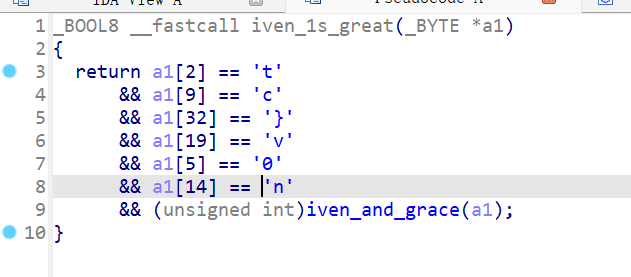 IDA View A Pseudocode A
1 _BOOL8 __fastcall iven_1s_great(_BYTE *a1)
2 {
3 return a1[2] == 't'
4 && a1[9] == 'c'
5 && a1[32] == '}'
6 && a1[19] == 'v'
7 && a1[5] == '0'
8 && a1[14] == 'n'
9 && (unsigned int)iven_and_grace(a1);
10 }